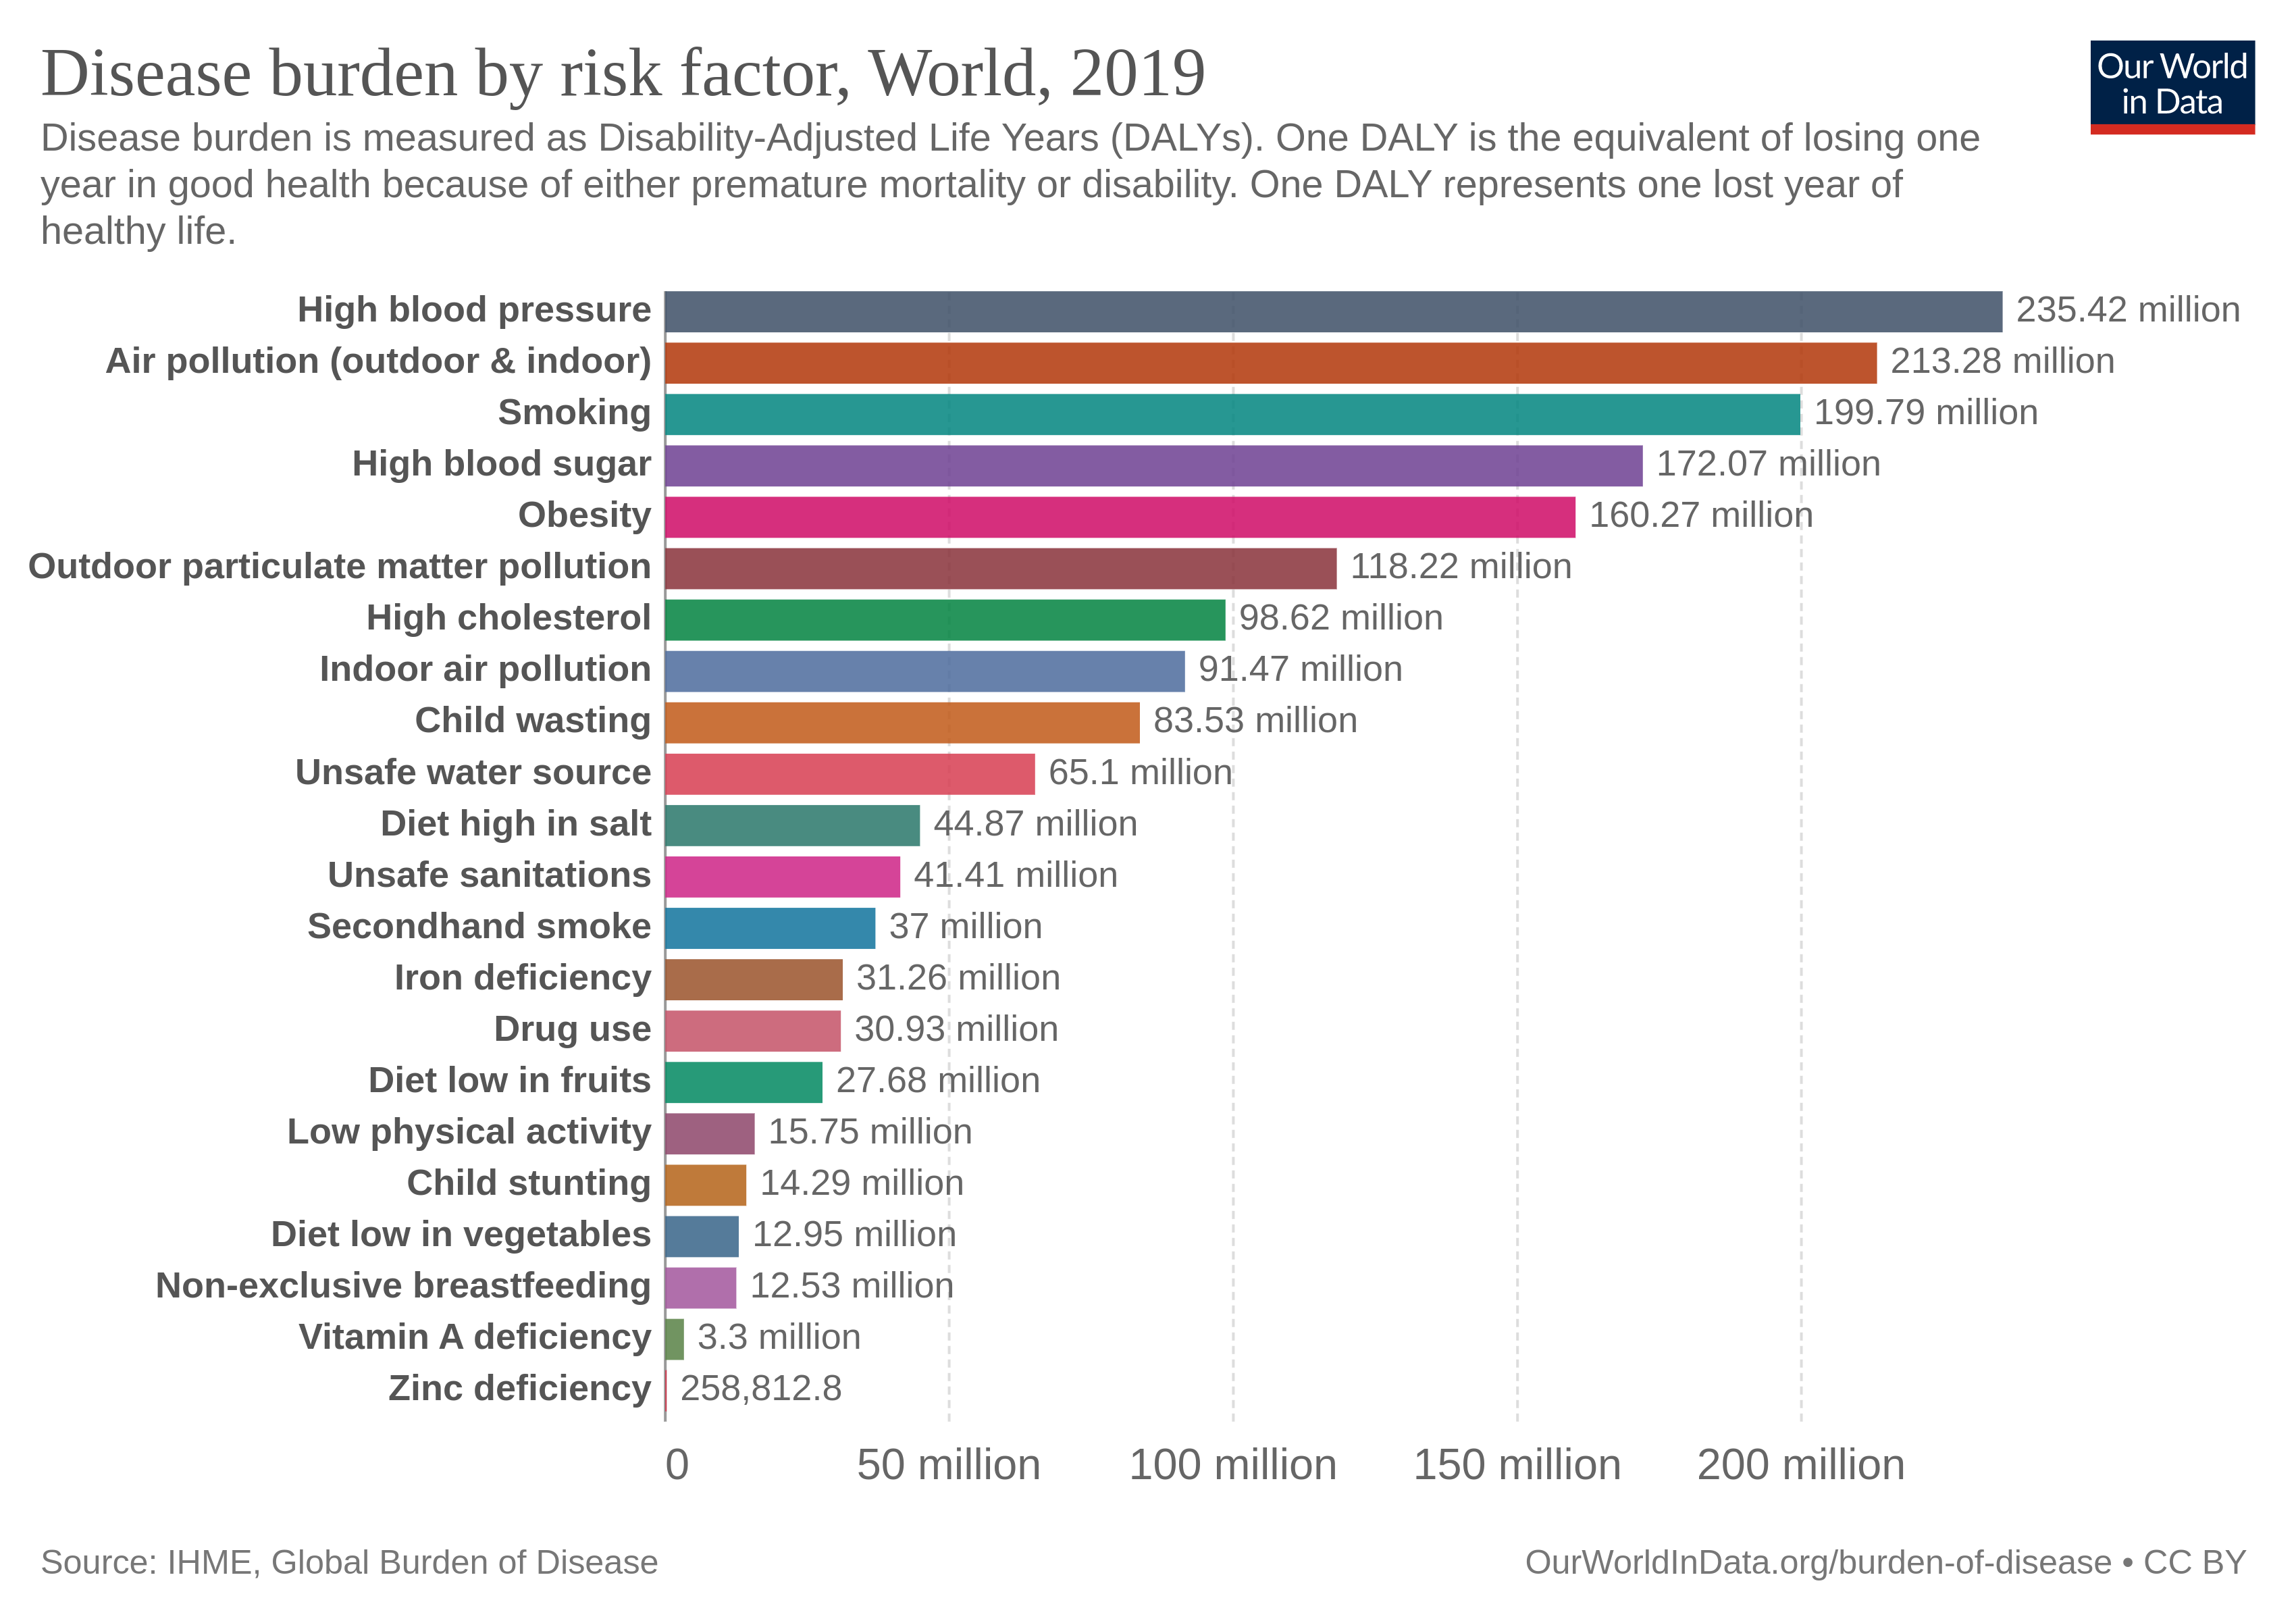 Disease burden by risk factor, World, 2019
Our World
in Data
Disease burden is measured as Disability-Adjusted Life Years (DALYs). One DALY is the equivalent of losing one
year in good health because of either premature mortality or disability. One DALY represents one lost year of
healthy life.
High blood pressure 235.42 million
Air pollution (outdoor & indoor) 213.28 million
Smoking 199.79 million
High blood sugar 172.07 million
Obesity 160.27 million
Outdoor particulate matter pollution 118.22 million
High cholesterol 98.62 million
Indoor air pollution 91.47 million
Child wasting 83.53 million
Unsafe water source 65.1 million
Diet high in salt 44.87 million
Unsafe sanitations 41.41 million
Secondhand smoke 37 million
Iron deficiency 31.26 million
Drug use 30.93 million
Diet low in fruits 27.68 million
Low physical activity 15.75 million
Child stunting 14.29 million
Diet low in vegetables 12.95 million
Non-exclusive breastfeeding 12.53 million
Vitamin A deficiency 3.3 million
Zinc deficiency 258,812.8
0 50 million 100 million 150 million 200 million
Source: IHME, Global Burden of Disease
OurWorldInData.org/burden-of-disease • CC BY